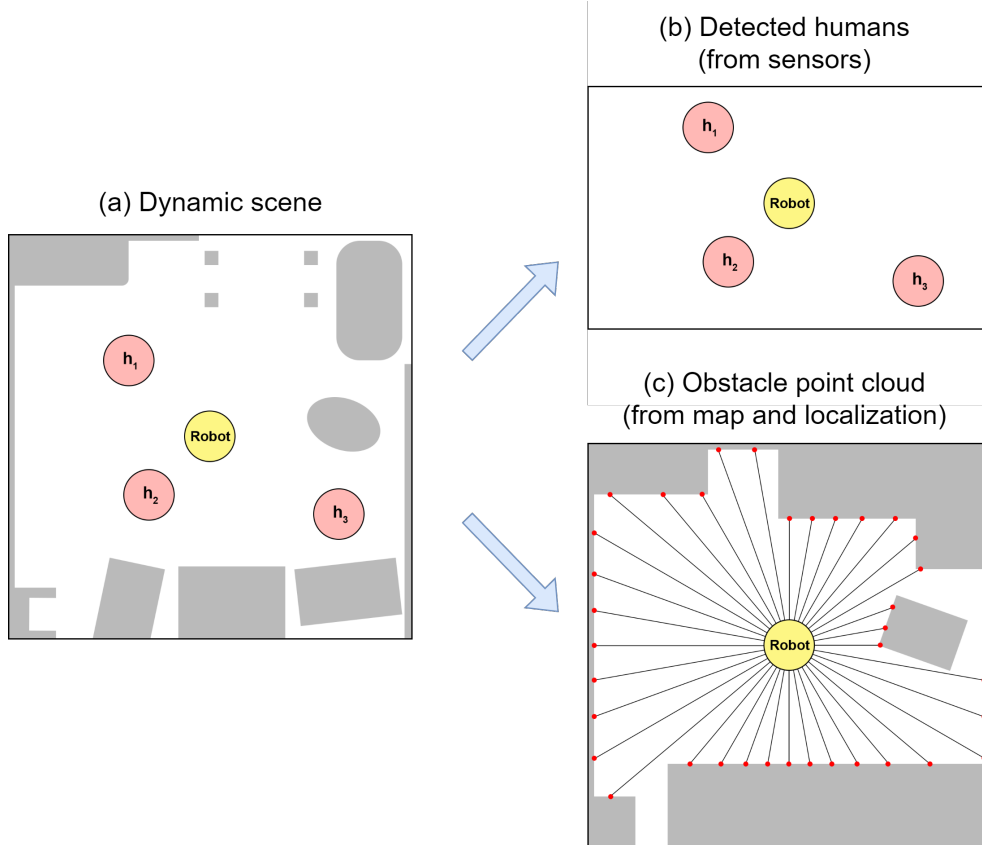 (a) Dynamic scene
h1
Robot
h2
h3
(b) Detected humans
(from sensors)
h1
Robot
h2
h3
(c) Obstacle point cloud
(from map and localization)
Robot